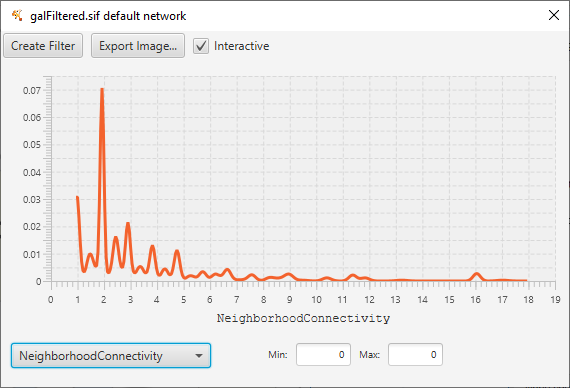 galFiltered.sif default network
Create Filter Export Image... Interactive
0.07
0.06
0.05
0.04
0.03
0.02
0.01
0
0 1 2 3 4 5 6 7 8 9 10 11 12 13 14 15 16 17 18 19
NeighborhoodConnectivity
NeighborhoodConnectivity Min: 0 Max: 0